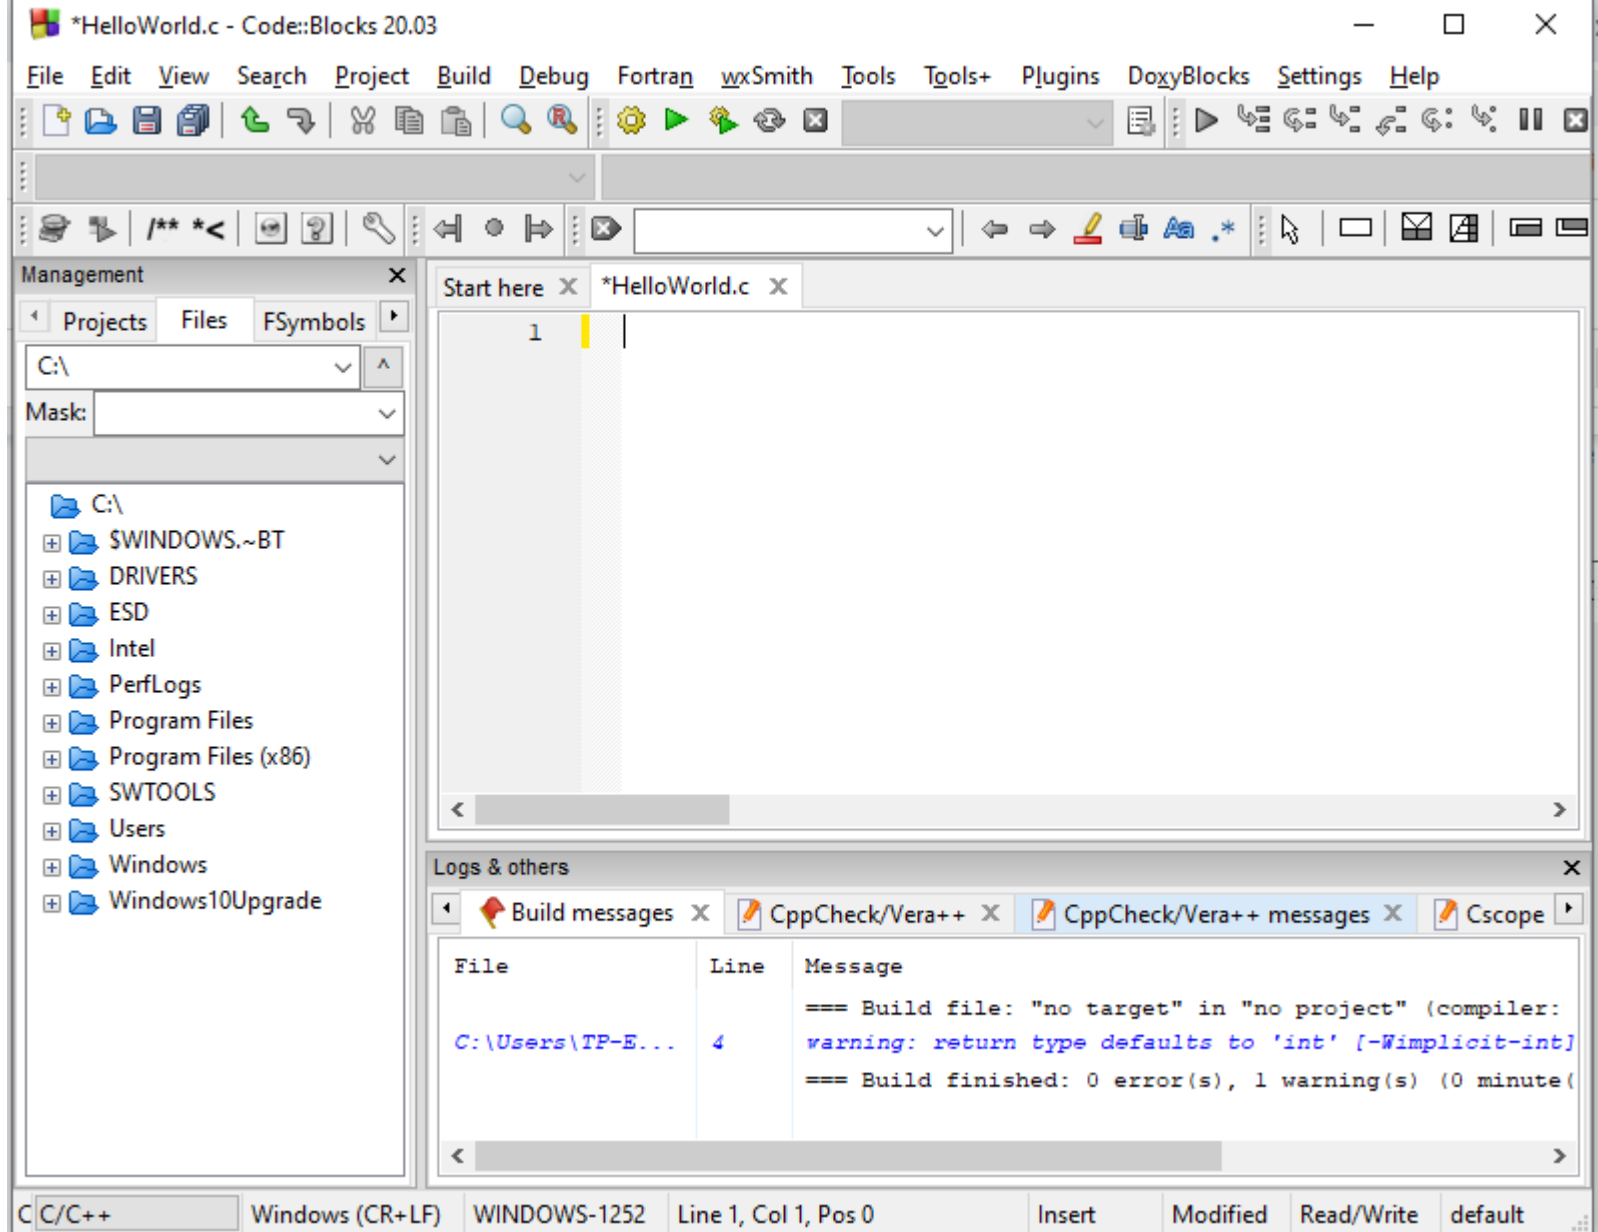 *HelloWorld.c - Code::Blocks 20.03
File Edit View Search Project Build Debug Fortran wxSmith Tools Tools+ Plugins DoxyBlocks Settings Help
/** *<
Management
Projects Files FSymbols
C:\
Mask:
C:\
$WINDOWS.~BT
DRIVERS
ESD
Intel
PerfLogs
Program Files
Program Files (x86)
SWTOOLS
Users
Windows
Windows10Upgrade
Start here *HelloWorld.c
1
Logs & others
Build messages CppCheck/Vera++ CppCheck/Vera++ messages Cscope
File Line Message
=== Build file: "no target" in "no project" (compiler:
C:\Users\TP-E... 4 warning: return type defaults to 'int' [-Wimplicit-int]
=== Build finished: 0 error(s), 1 warning(s) (0 minute(
C C/C++ Windows (CR+LF) WINDOWS-1252 Line 1, Col 1, Pos 0 Insert Modified Read/Write default